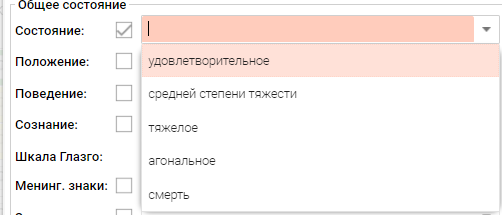 Общее состояние
Состояние:
удовлетворительное
Положение:
средней степени тяжести
Поведение:
тяжелое
Сознание:
агональное
Шкала Глазго:
Менинг. знаки:
смерть